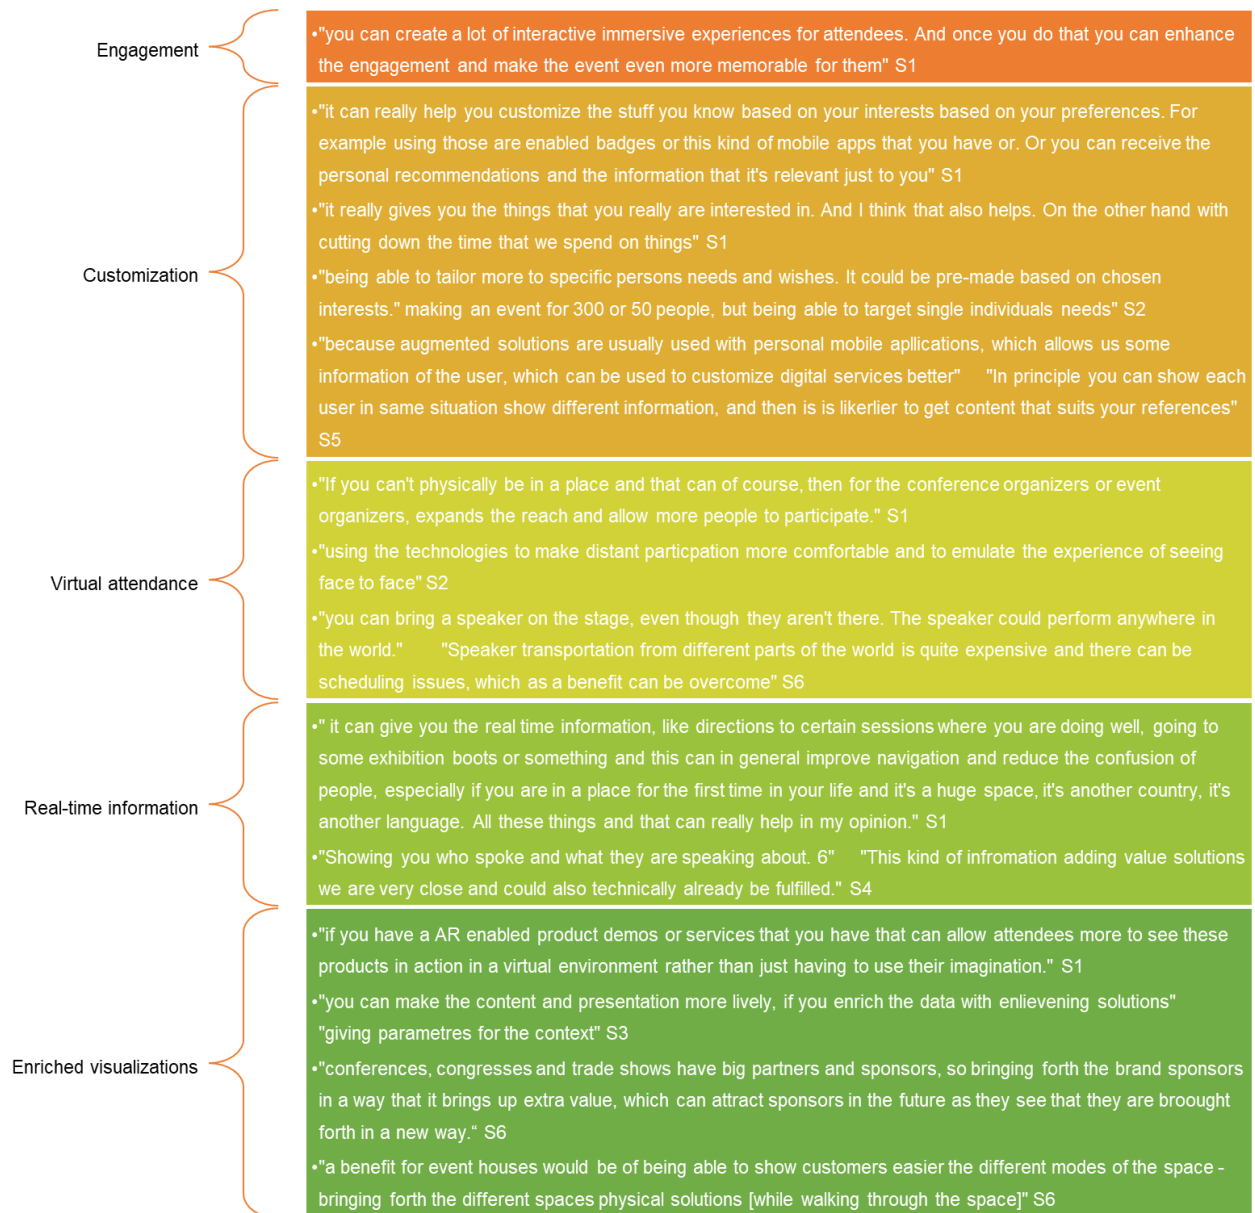 Engagement
•"you can create a lot of interactive immersive experiences for attendees. And once you do that you can enhance
the engagement and make the event even more memorable for them" S1
Customization
•"it can really help you customize the stuff you know based on your interests based on your preferences. For
example using those are enabled badges or this kind of mobile apps that you have or. Or you can receive the
personal recommendations and the information that it's relevant just to you" S1
•"it really gives you the things that you really are interested in. And I think that also helps. On the other hand with
cutting down the time that we spend on things" S1
•"being able to tailor more to specific persons needs and wishes. It could be pre-made based on chosen
interests." making an event for 300 or 50 people, but being able to target single individuals needs" S2
•"because augmented solutions are usually used with personal mobile apllications, which allows us some
information of the user, which can be used to customize digital services better" "In principle you can show each
user in same situation show different information, and then is is likerlier to get content that suits your references"
S5
Virtual attendance
•"If you can't physically be in a place and that can of course, then for the conference organizers or event
organizers, expands the reach and allow more people to participate." S1
•"using the technologies to make distant particpation more comfortable and to emulate the experience of seeing
face to face" S2
•"you can bring a speaker on the stage, even though they aren't there. The speaker could perform anywhere in
the world." "Speaker transportation from different parts of the world is quite expensive and there can be
scheduling issues, which as a benefit can be overcome" S6
Real-time information
•" it can give you the real time information, like directions to certain sessions where you are doing well, going to
some exhibition boots or something and this can in general improve navigation and reduce the confusion of
people, especially if you are in a place for the first time in your life and it's a huge space, it's another country, it's
another language. All these things and that can really help in my opinion." S1
•"Showing you who spoke and what they are speaking about. 6" "This kind of infromation adding value solutions
we are very close and could also technically already be fulfilled." S4
Enriched visualizations
•"if you have a AR enabled product demos or services that you have that can allow attendees more to see these
products in action in a virtual environment rather than just having to use their imagination." S1
•"you can make the content and presentation more lively, if you enrich the data with enlievening solutions"
"giving parametres for the context" S3
•"conferences, congresses and trade shows have big partners and sponsors, so bringing forth the brand sponsors
in a way that it brings up extra value, which can attract sponsors in the future as they see that they are broought
forth in a new way.“ S6
•"a benefit for event houses would be of being able to show customers easier the different modes of the space -
bringing forth the different spaces physical solutions [while walking through the space]" S6